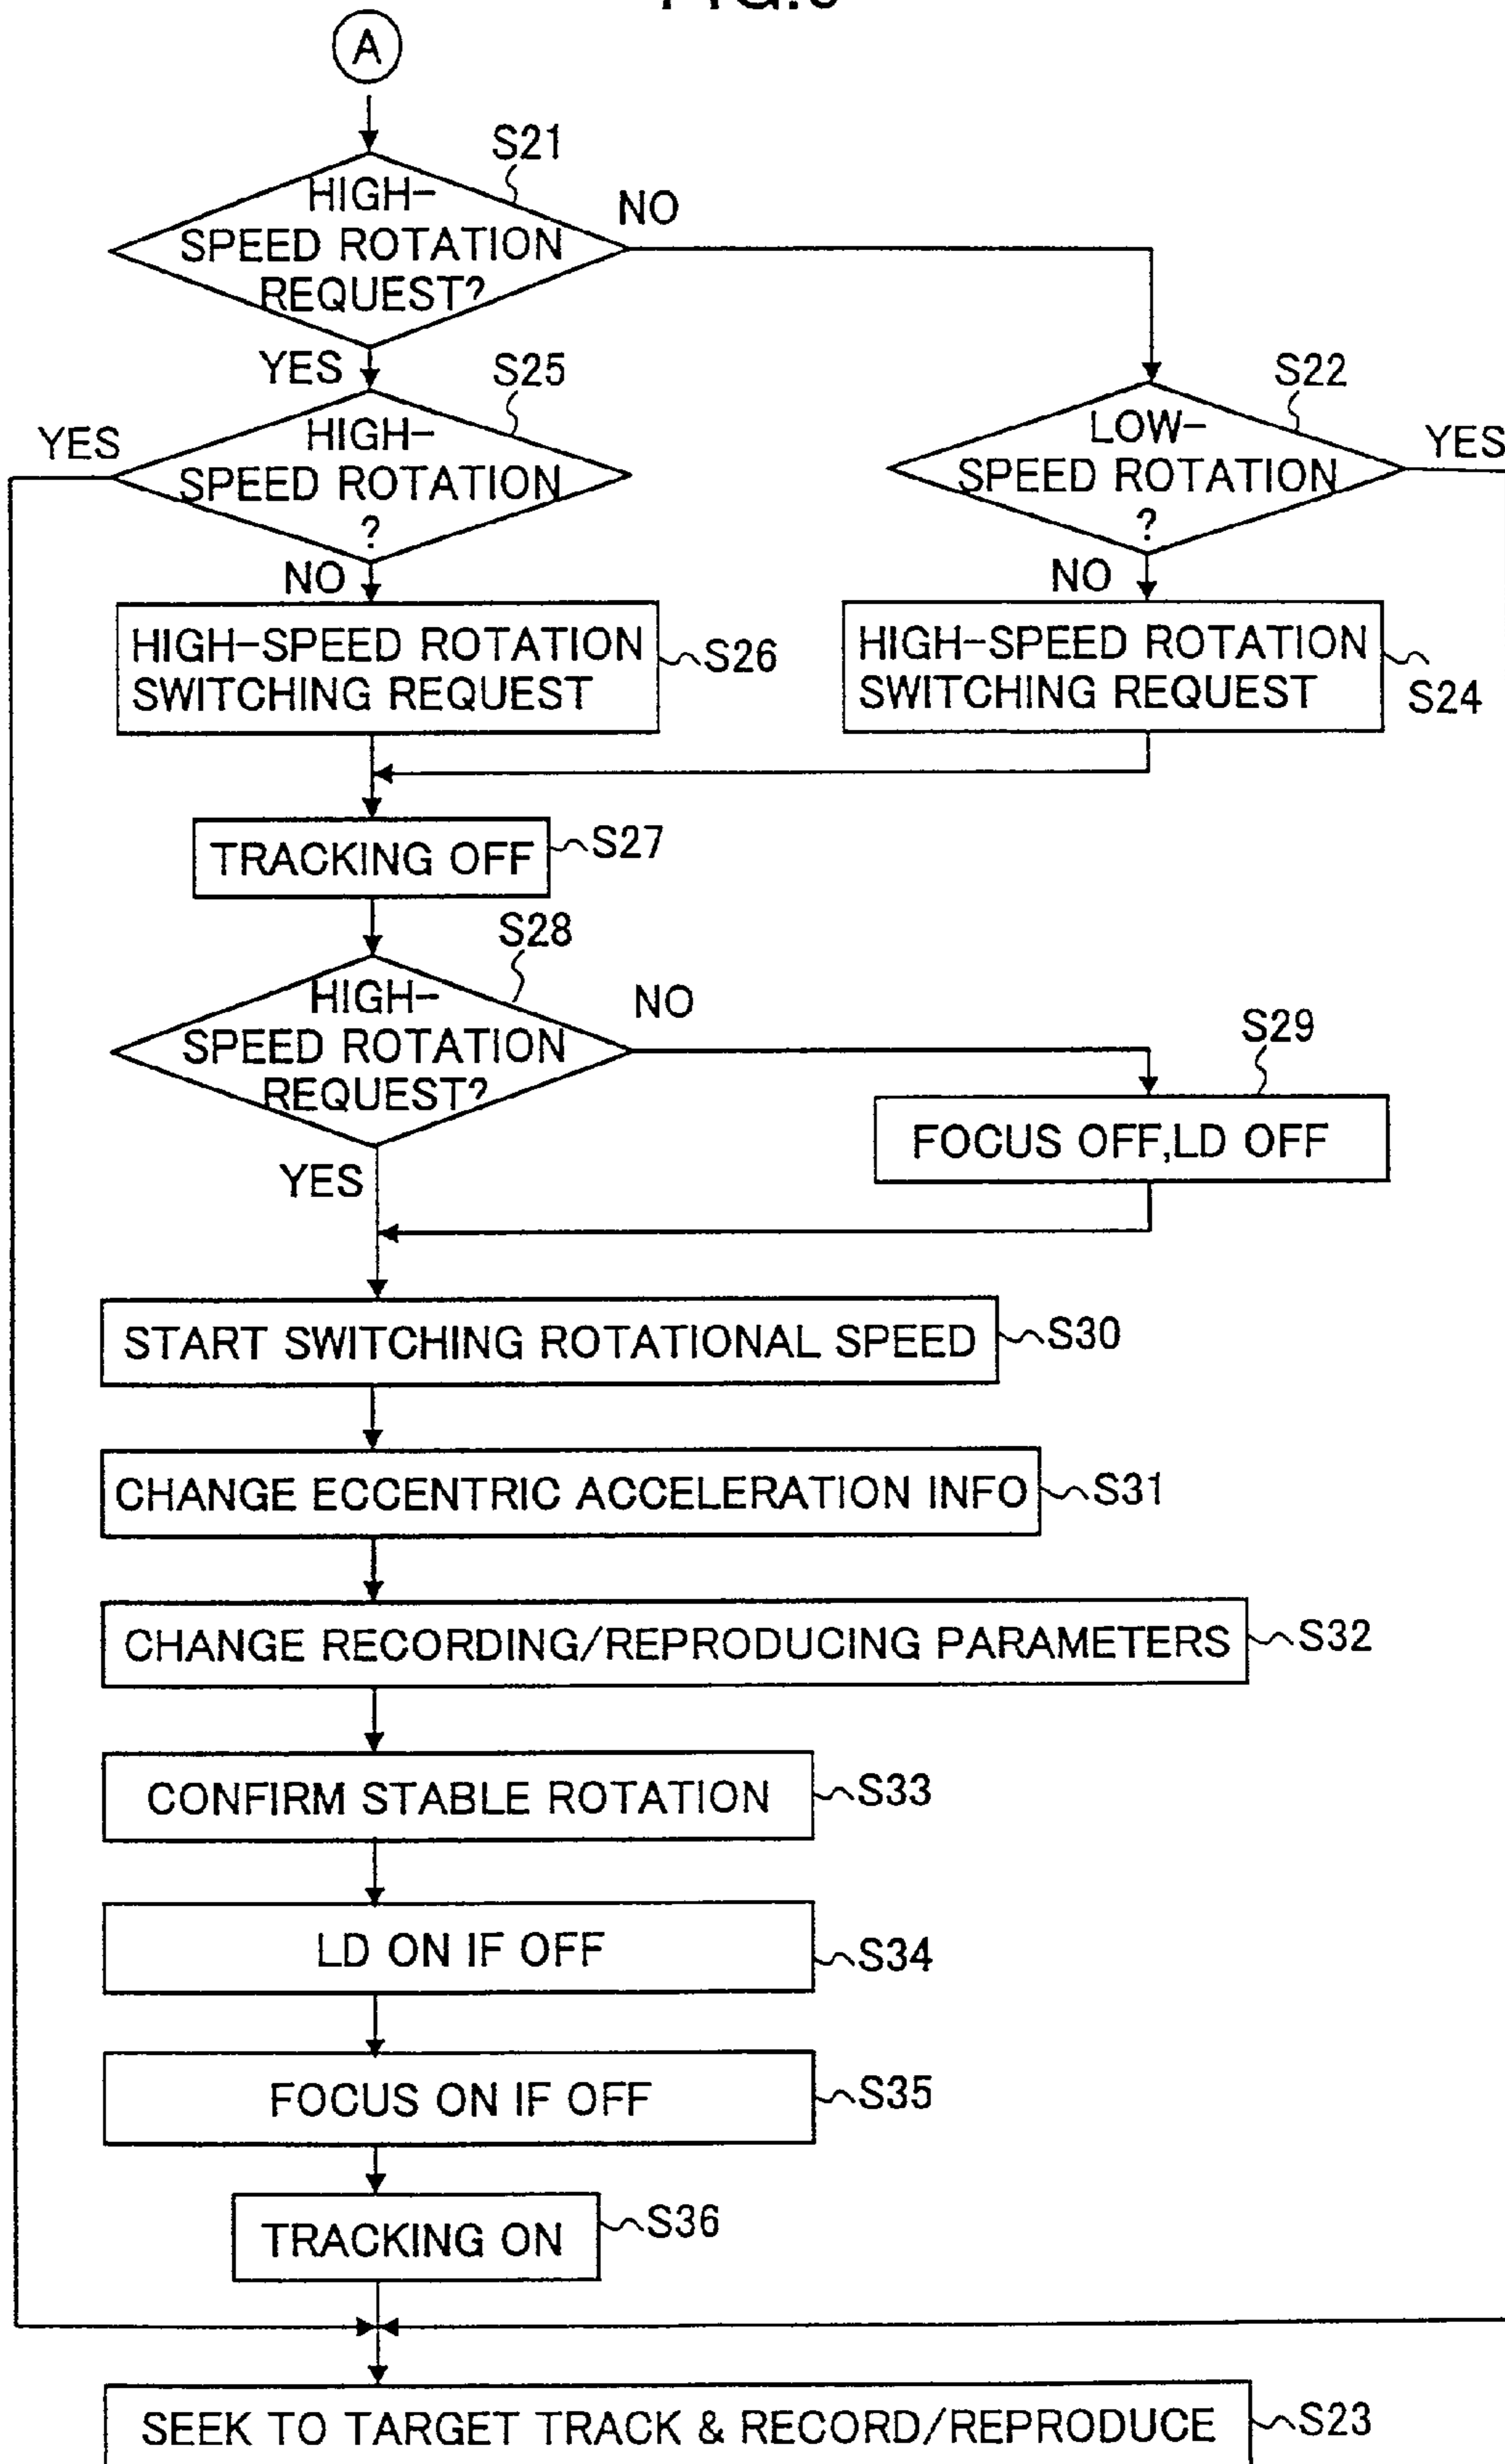 A
S21
HIGH-
SPEED ROTATION
REQUEST?
NO
YES
S25
S22
YES
HIGH-
SPEED ROTATION
?
LOW-
SPEED ROTATION
?
YES
NO
NO
HIGH-SPEED ROTATION
SWITCHING REQUEST
S26
HIGH-SPEED ROTATION
SWITCHING REQUEST
S24
TRACKING OFF
S27
S28
HIGH-
SPEED ROTATION
REQUEST?
NO
S29
FOCUS OFF,LD OFF
YES
START SWITCHING ROTATIONAL SPEED
S30
CHANGE ECCENTRIC ACCELERATION INFO
S31
CHANGE RECORDING/REPRODUCING PARAMETERS
S32
CONFIRM STABLE ROTATION
S33
LD ON IF OFF
S34
FOCUS ON IF OFF
S35
TRACKING ON
S36
SEEK TO TARGET TRACK & RECORD/REPRODUCE
S23